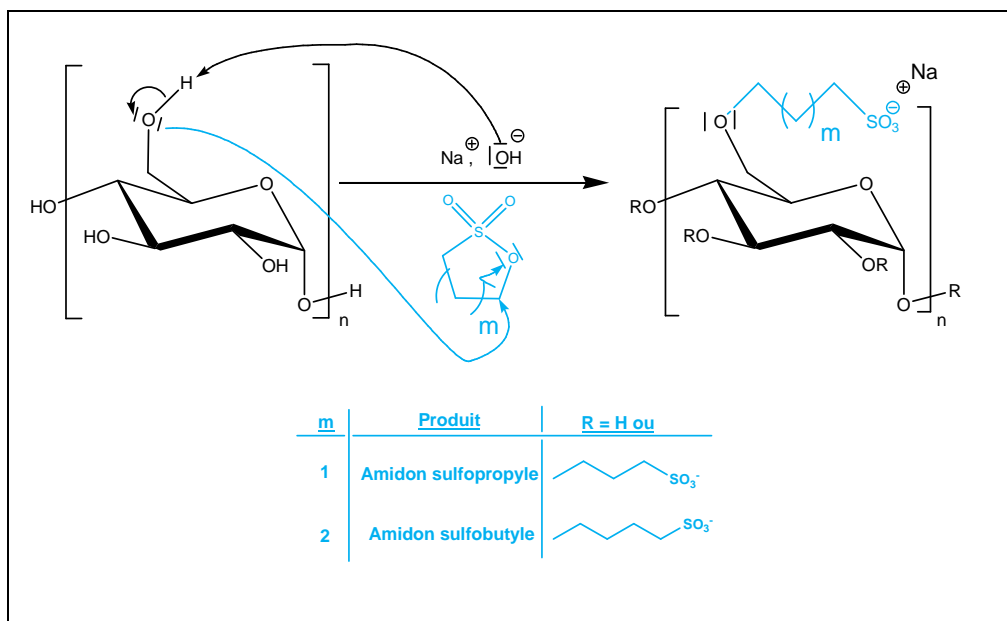 H
O
HO
O
HO
OH
O
H
n
Na , ⊕ |OH ⊖
O
O
S
O
m
⊕ Na
|O|
m
SO₃ ⊖
RO
O
RO
OR
O
R
n
m Produit R = H ou
1 Amidon sulfopropyle SO₃⁻
2 Amidon sulfobutyle SO₃⁻